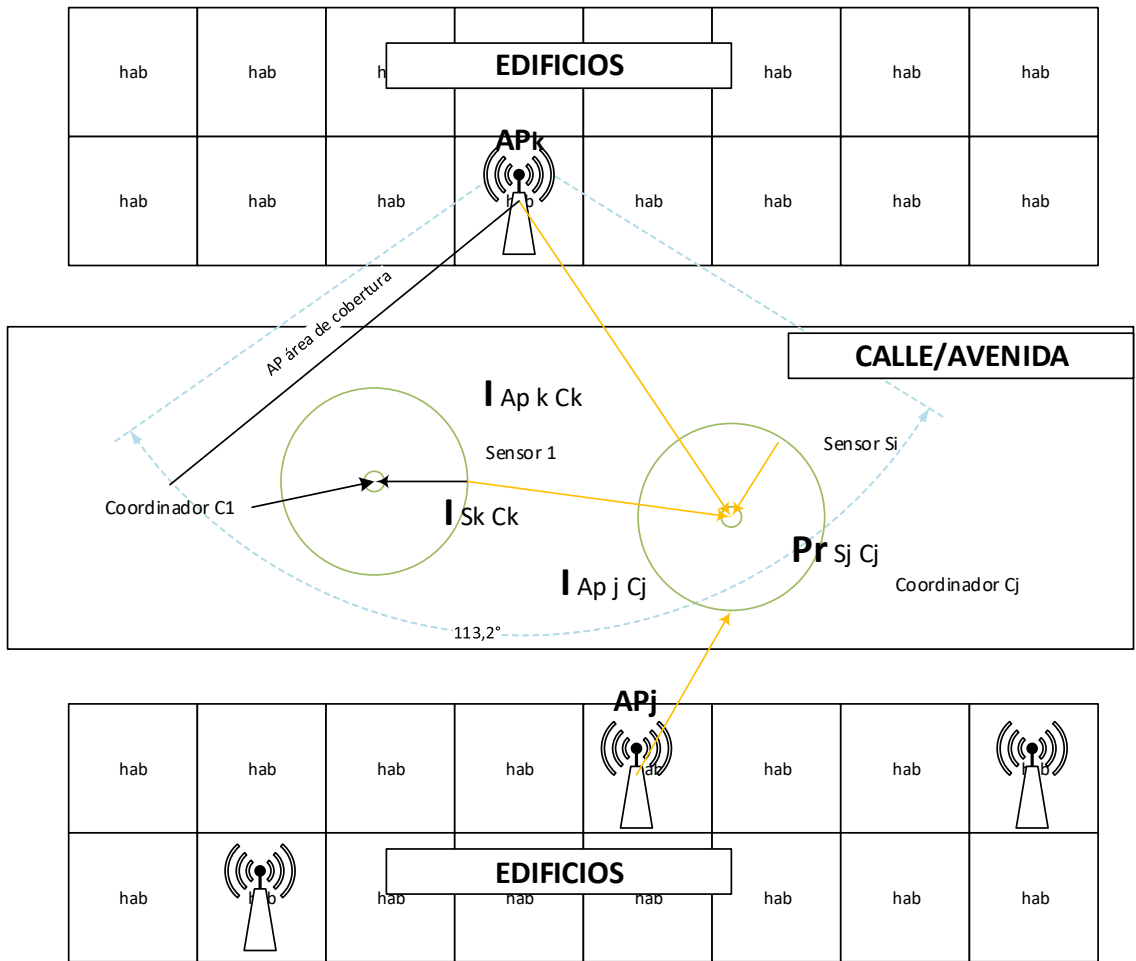 hab hab h EDIFICIOS hab hab hab
APk
hab hab hab hab hab hab hab hab
AP área de cobertura
CALLE/AVENIDA
I Ap k Ck
Sensor 1
Sensor Si
Coordinador C1
I Sk Ck
Pr Sj Cj
I Ap j Cj
Coordinador Cj
113,2°
APj
hab hab hab hab hab hab hab hab
EDIFICIOS
hab hab hab hab hab hab hab hab